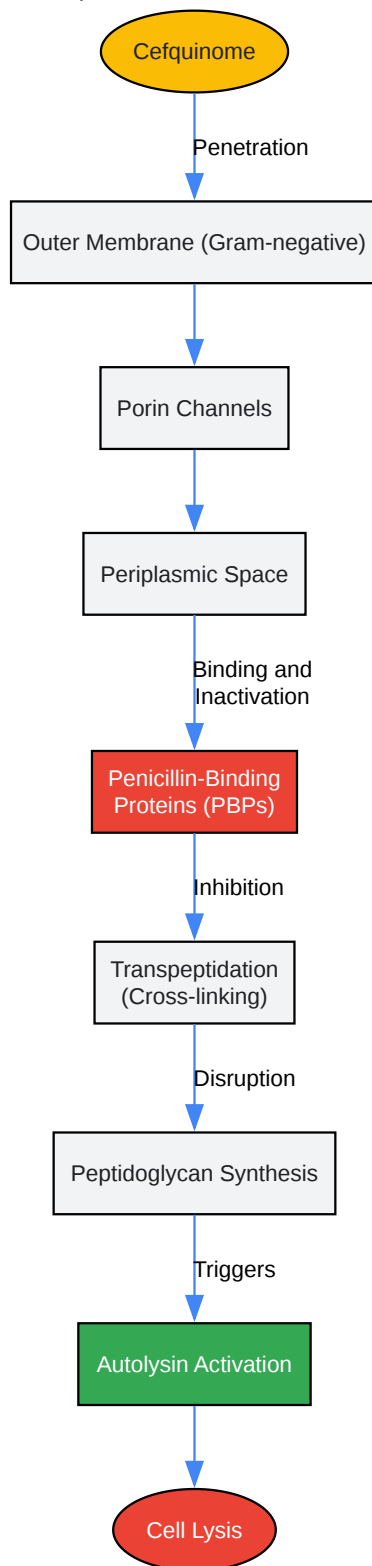 Cefquinome
Penetration
Outer Membrane (Gram-negative)
Porin Channels
Periplasmic Space
Binding and
Inactivation
Penicillin-Binding
Proteins (PBPs)
Inhibition
Transpeptidation
(Cross-linking)
Disruption
Peptidoglycan Synthesis
Triggers
Autolysin Activation
Cell Lysis